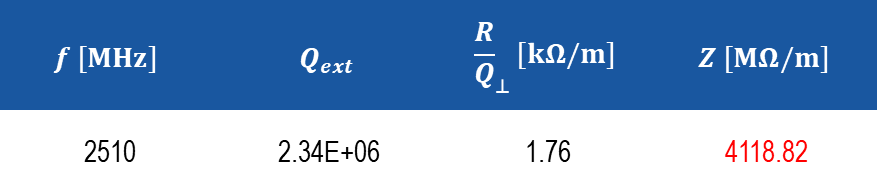 f [MHz] Q_ext R/Q_⊥ [kΩ/m] Z [MΩ/m]
2510 2.34E+06 1.76 4118.82